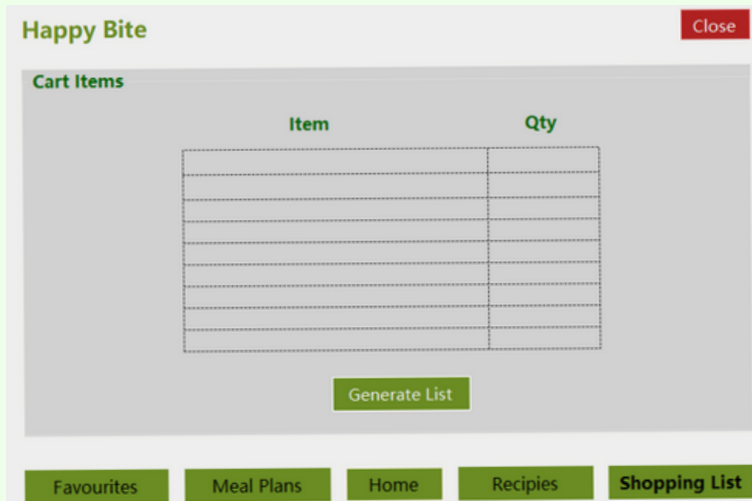 Happy Bite
Close
Cart Items
Item Qty
Generate List
Favourites Meal Plans Home Recipies Shopping List